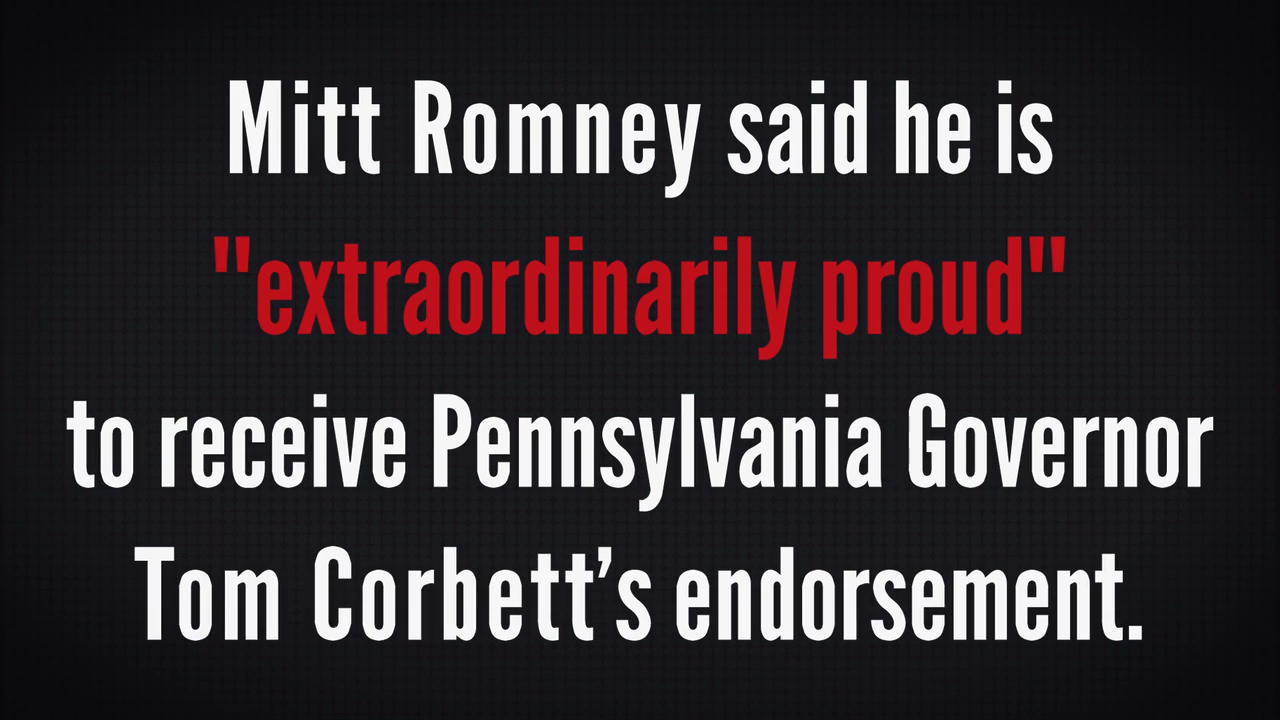 Mitt Romney said he is
"extraordinarily proud"
to receive Pennsylvania Governor
Tom Corbett’s endorsement.